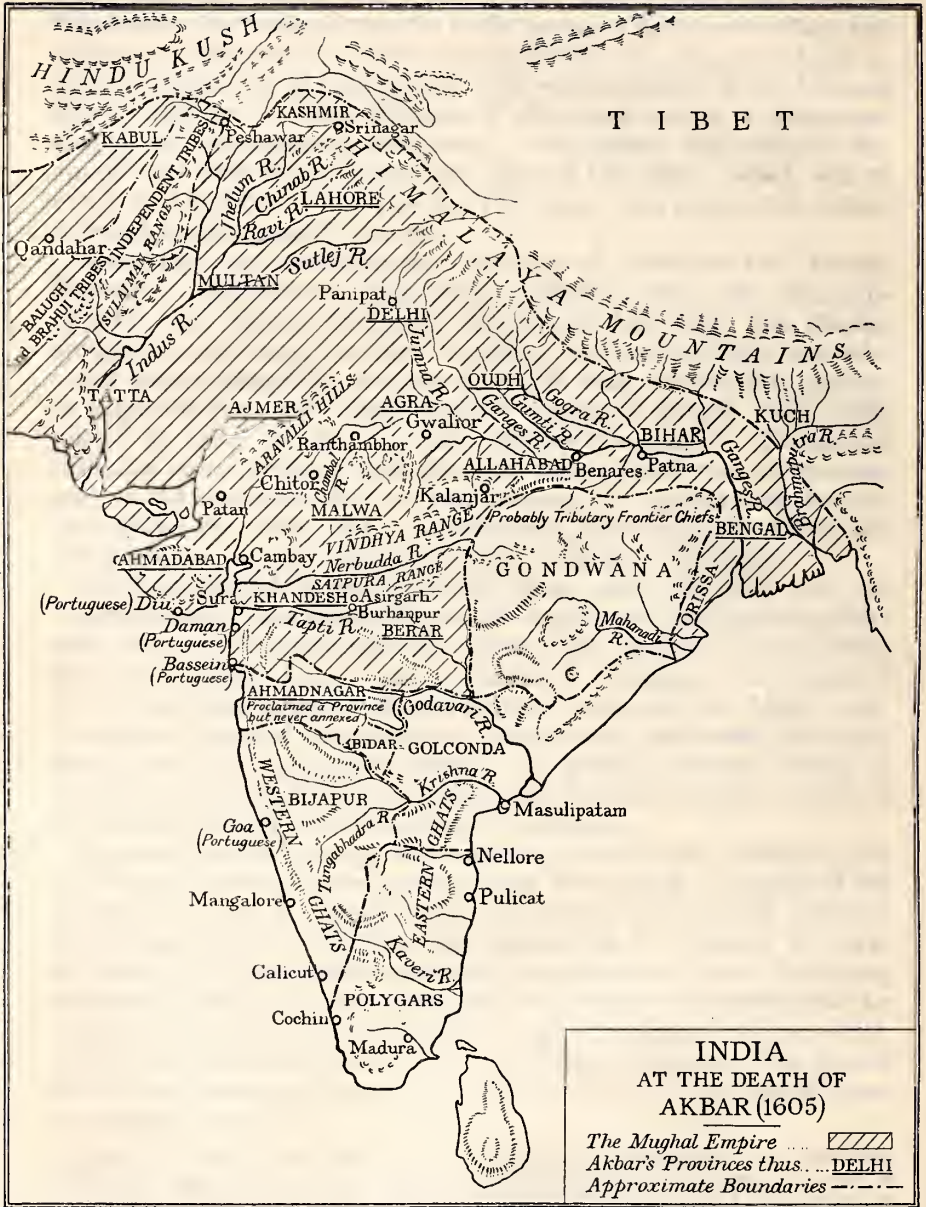 HINDU KUSH
TIBET
KASHMIR
Srinagar
KABUL
Peshawar
INDEPENDENT TRIBES
Jhelum R.
Chinab R.
LAHORE
Ravi R.
HIMALAYA MOUNTAINS
Qandahar
SULAIMAN RANGE
MULTAN
Sutlej R.
BALUCH
nd BRAHUI TRIBES
Panipat
DELHI
Indus R.
Jumna R.
TATTA
AJMER
ARAVALLI HILLS
AGRA
OUDH
Gogra R.
Gumti R.
Ganges R.
KUCH
Brahmaputra R.
Ranthambhor
Gwalior
BIHAR
Chitor
Chambal
R.
ALLAHABAD
Benares
Patna
Ganges R.
Patan
MALWA
Kalanjar
Probably Tributary Frontier Chiefs
BENGAL
VINDHYA RANGE
AHMADABAD
Cambay
Nerbudda R.
GONDWANA
SATPURA RANGE
(Portuguese) Diu
Sura
KHANDESH
Asirgarh
Burhanpur
ORISSA
Daman
(Portuguese)
Tapti R.
BERAR
Mahanadi
R.
Bassein
(Portuguese)
AHMADNAGAR
Proclaimed a Province
but never annexed
Godavari R.
BIDAR
GOLCONDA
Krishna R.
WESTERN GHATS
BIJAPUR
Masulipatam
Goa
(Portuguese)
Tungabhadra R.
EASTERN GHATS
Nellore
Mangalore
Pulicat
Calicut
Kaveri R.
POLYGARS
Cochin
Madura
INDIA
AT THE DEATH OF
AKBAR (1605)
The Mughal Empire ....
Akbar's Provinces thus.....DELHI
Approximate Boundaries